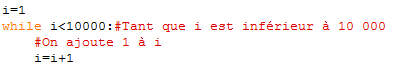 i=1
while i<10000:#Tant que i est inférieur à 10 000
    #On ajoute 1 à i
    i=i+1